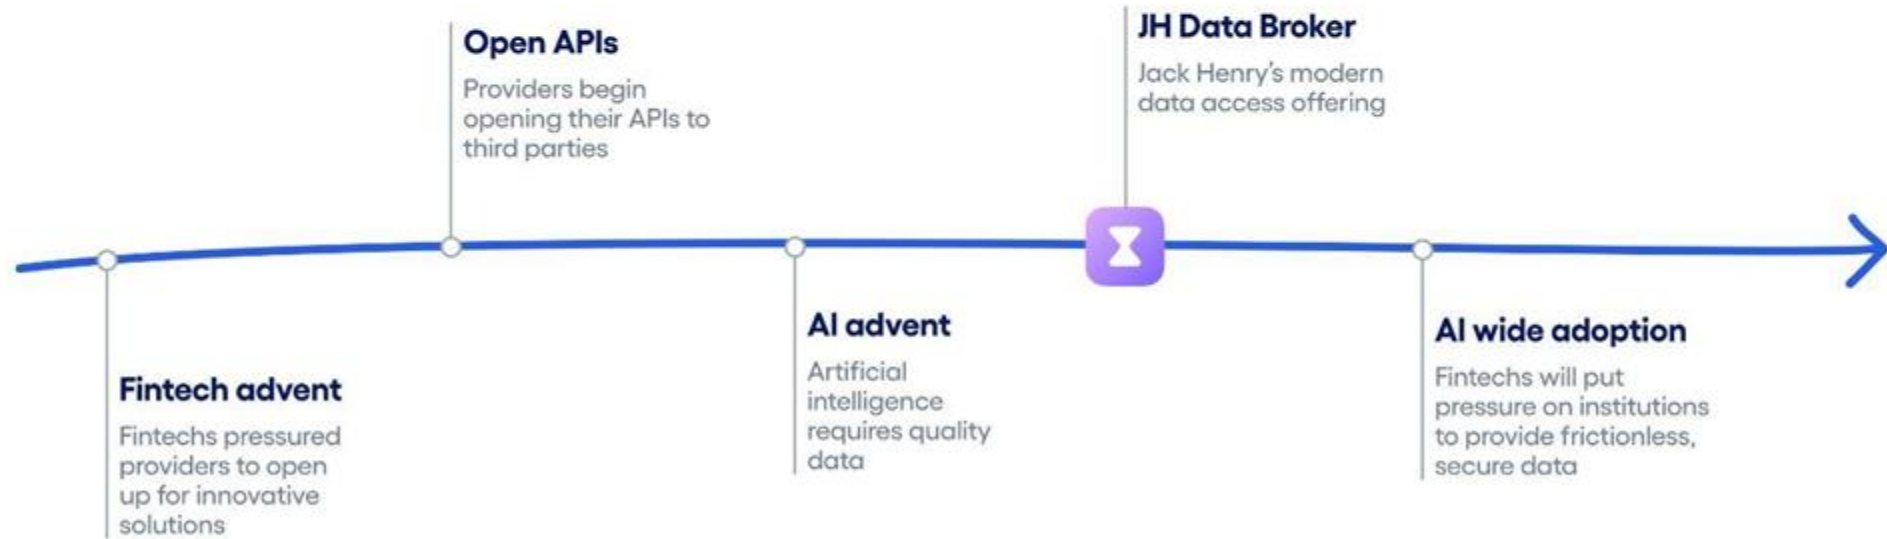 Fintech advent
Fintechs pressured
providers to open
up for innovative
solutions
Open APIs
Providers begin
opening their APIs to
third parties
AI advent
Artificial
intelligence
requires quality
data
JH Data Broker
Jack Henry's modern
data access offering
AI wide adoption
Fintechs will put
pressure on institutions
to provide frictionless,
secure data